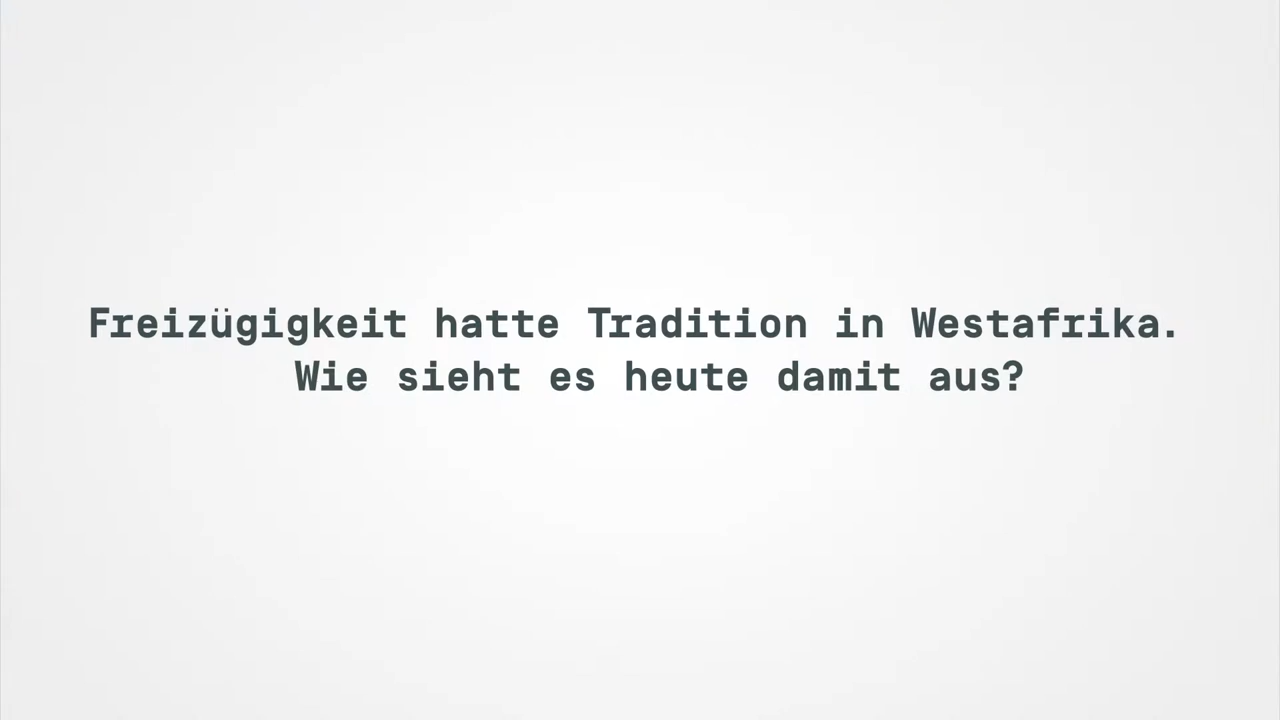 Freizügigkeit hatte Tradition in Westafrika.
Wie sieht es heute damit aus?